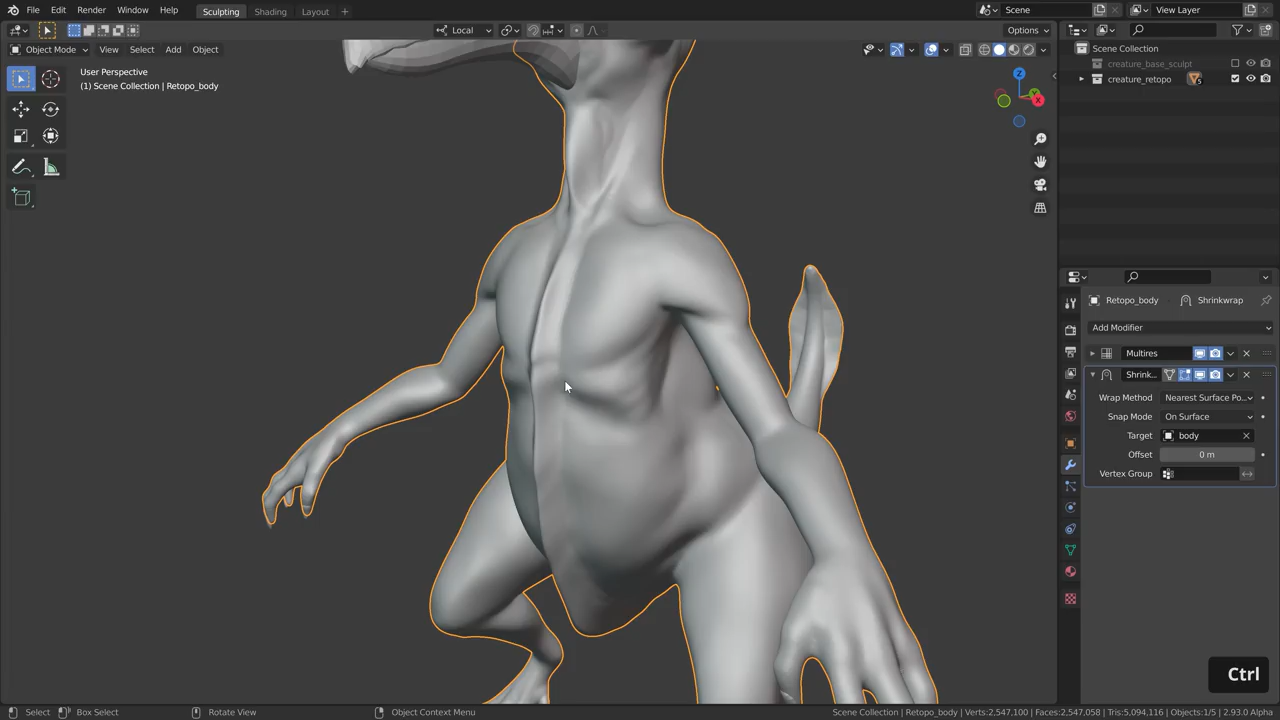 File Edit Render Window Help Sculpting Shading Layout + Scene View Layer
Local Options
Object Mode View Select Add Object
User Perspective
(1) Scene Collection | Retopo_body
Z
Y
X
Scene Collection
creature_base_sculpt
creature_retopo 5
Retopo_body Shrinkwrap
Add Modifier
Multires
Shrink...
Wrap Method Nearest Surface Po...
Snap Mode On Surface
Target body
Offset 0 m
Vertex Group
Ctrl
Select Box Select Rotate View Object Context Menu Scene Collection | Retopo_body | Verts:2,547,100 | Faces:2,547,058 | Tris:5,094,116 | Objects:1/5 | 2.93.0 Alpha